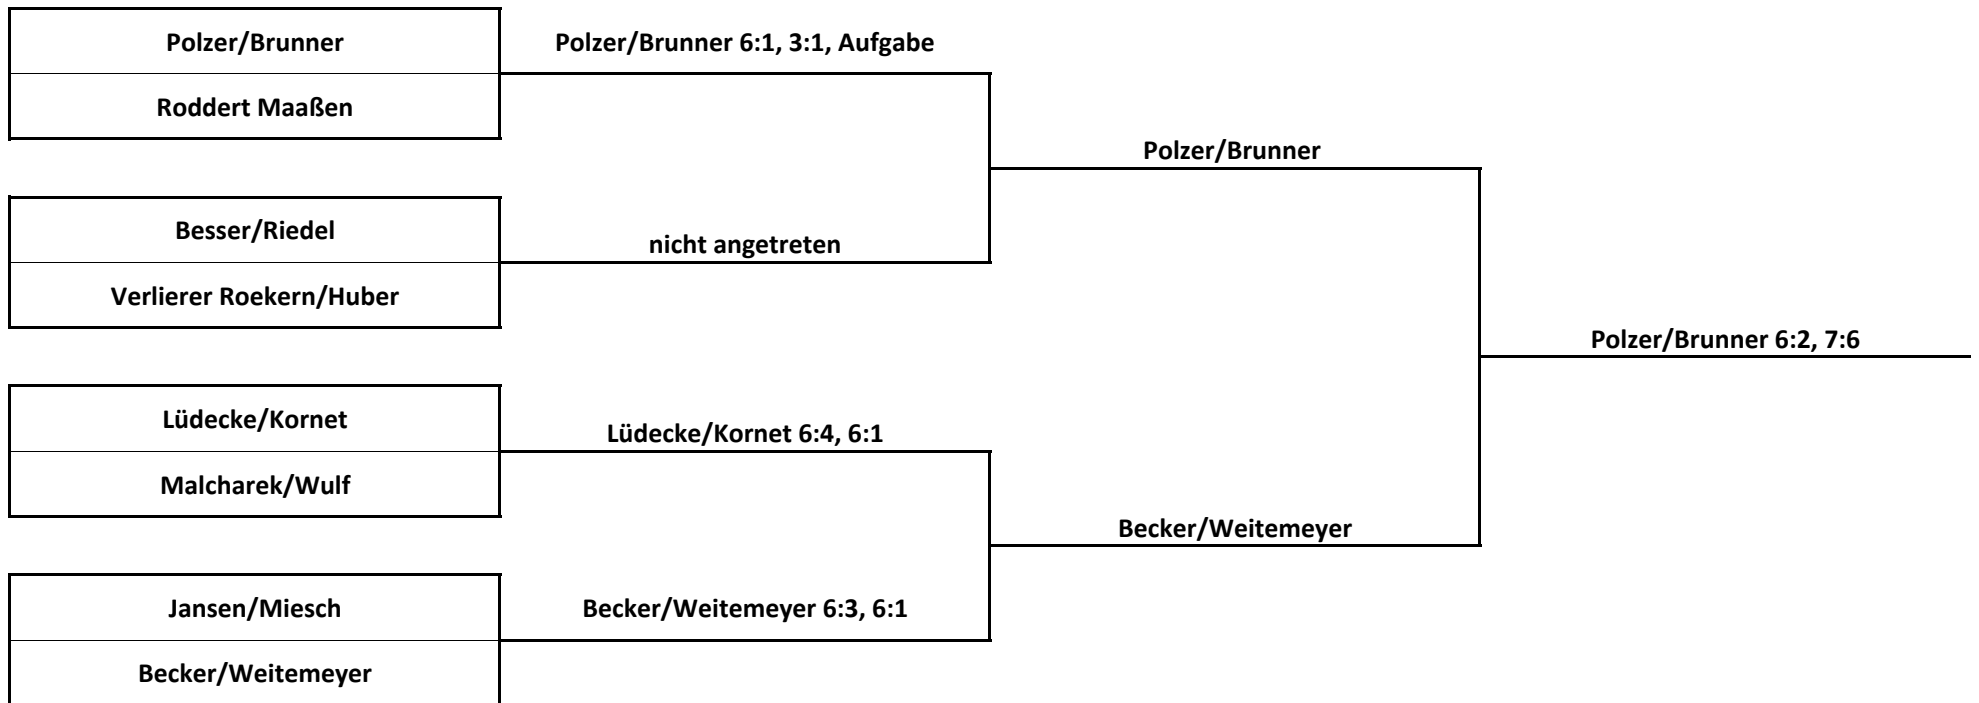 Polzer/Brunner
Polzer/Brunner 6:1, 3:1, Aufgabe
Roddert Maaßen
Polzer/Brunner
Besser/Riedel
nicht angetreten
Verlierer Roekern/Huber
Polzer/Brunner 6:2, 7:6
Lüdecke/Kornet
Lüdecke/Kornet 6:4, 6:1
Malcharek/Wulf
Becker/Weitemeyer
Jansen/Miesch
Becker/Weitemeyer 6:3, 6:1
Becker/Weitemeyer